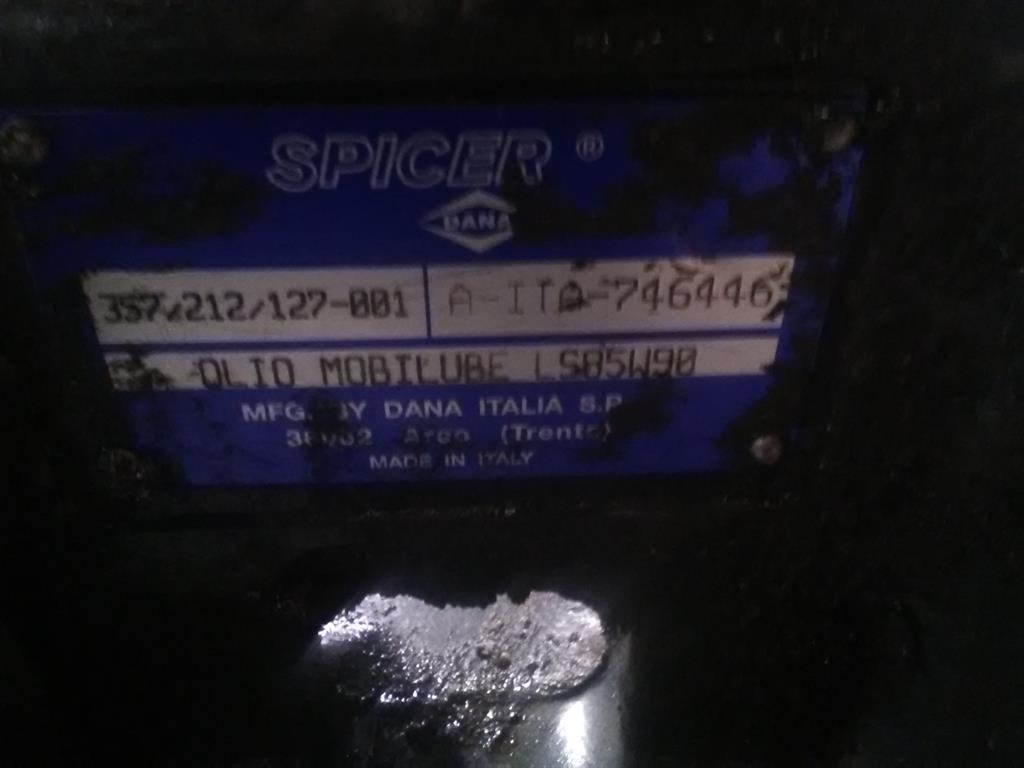 SPICER ®
DANA
357/212/127-001 A-ITA-746446
OLIO MOBILUBE LS85W90
MFG. BY DANA ITALIA S.P
Arco (Trento)
MADE IN ITALY